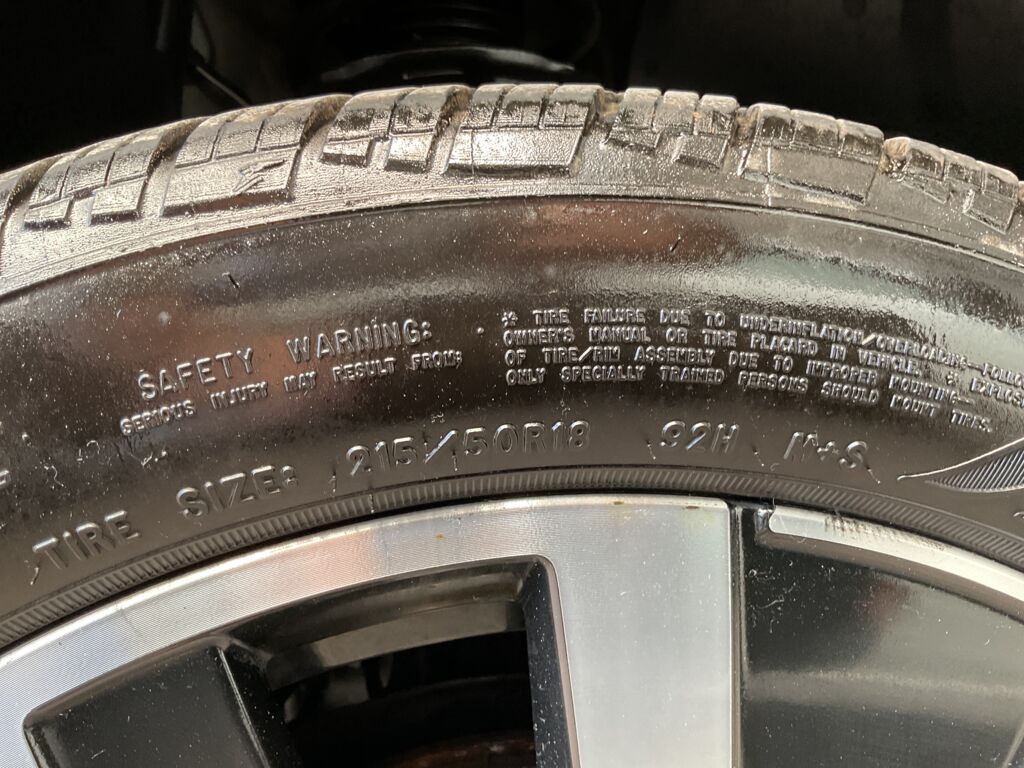 SAFETY WARNING:
SERIOUS INJURY MAY RESULT FROM:
* TIRE FAILURE DUE TO UNDERINFLATION/OVERLOADING-FOLLOW
OWNER'S MANUAL OR TIRE PLACARD IN VEHICLE. * EXPLOS
OF TIRE/RIM ASSEMBLY DUE TO IMPROPER MOUNTING-
ONLY SPECIALLY TRAINED PERSONS SHOULD MOUNT TIRES.
TIRE SIZE: 215/50R18 92H M+S